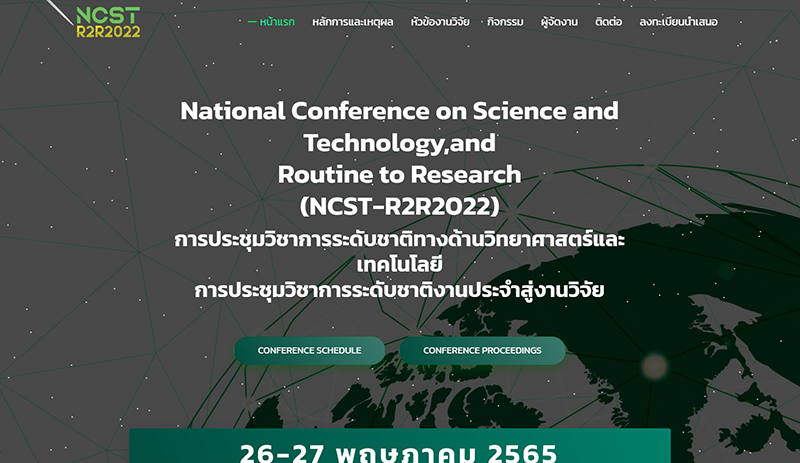 NCST
R2R2022
— หน้าแรก หลักการและเหตุผล หัวข้องานวิจัย กิจกรรม ผู้จัดงาน ติดต่อ ลงทะเบียนนำเสนอ
National Conference on Science and
Technology,and
Routine to Research
(NCST-R2R2022)
การประชุมวิชาการระดับชาติทางด้านวิทยาศาสตร์และ
เทคโนโลยี
การประชุมวิชาการระดับชาติงานประจำสู่งานวิจัย
CONFERENCE SCHEDULE CONFERENCE PROCEEDINGS
26-27 พฤษภาคม 2565